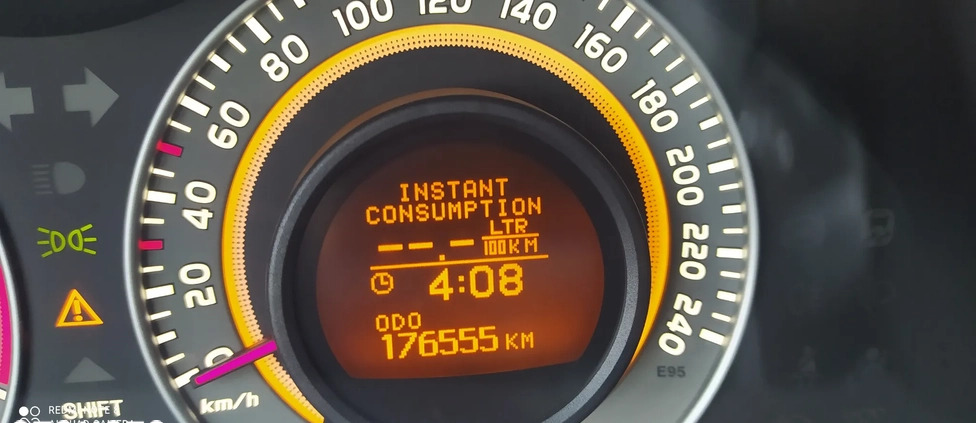 80
100
120
140
160
180
200
220
240
60
40
20
0
km/h
INSTANT
CONSUMPTION
--.- LTR
100KM
4:08
ODO
176555 KM
E95
SHIFT